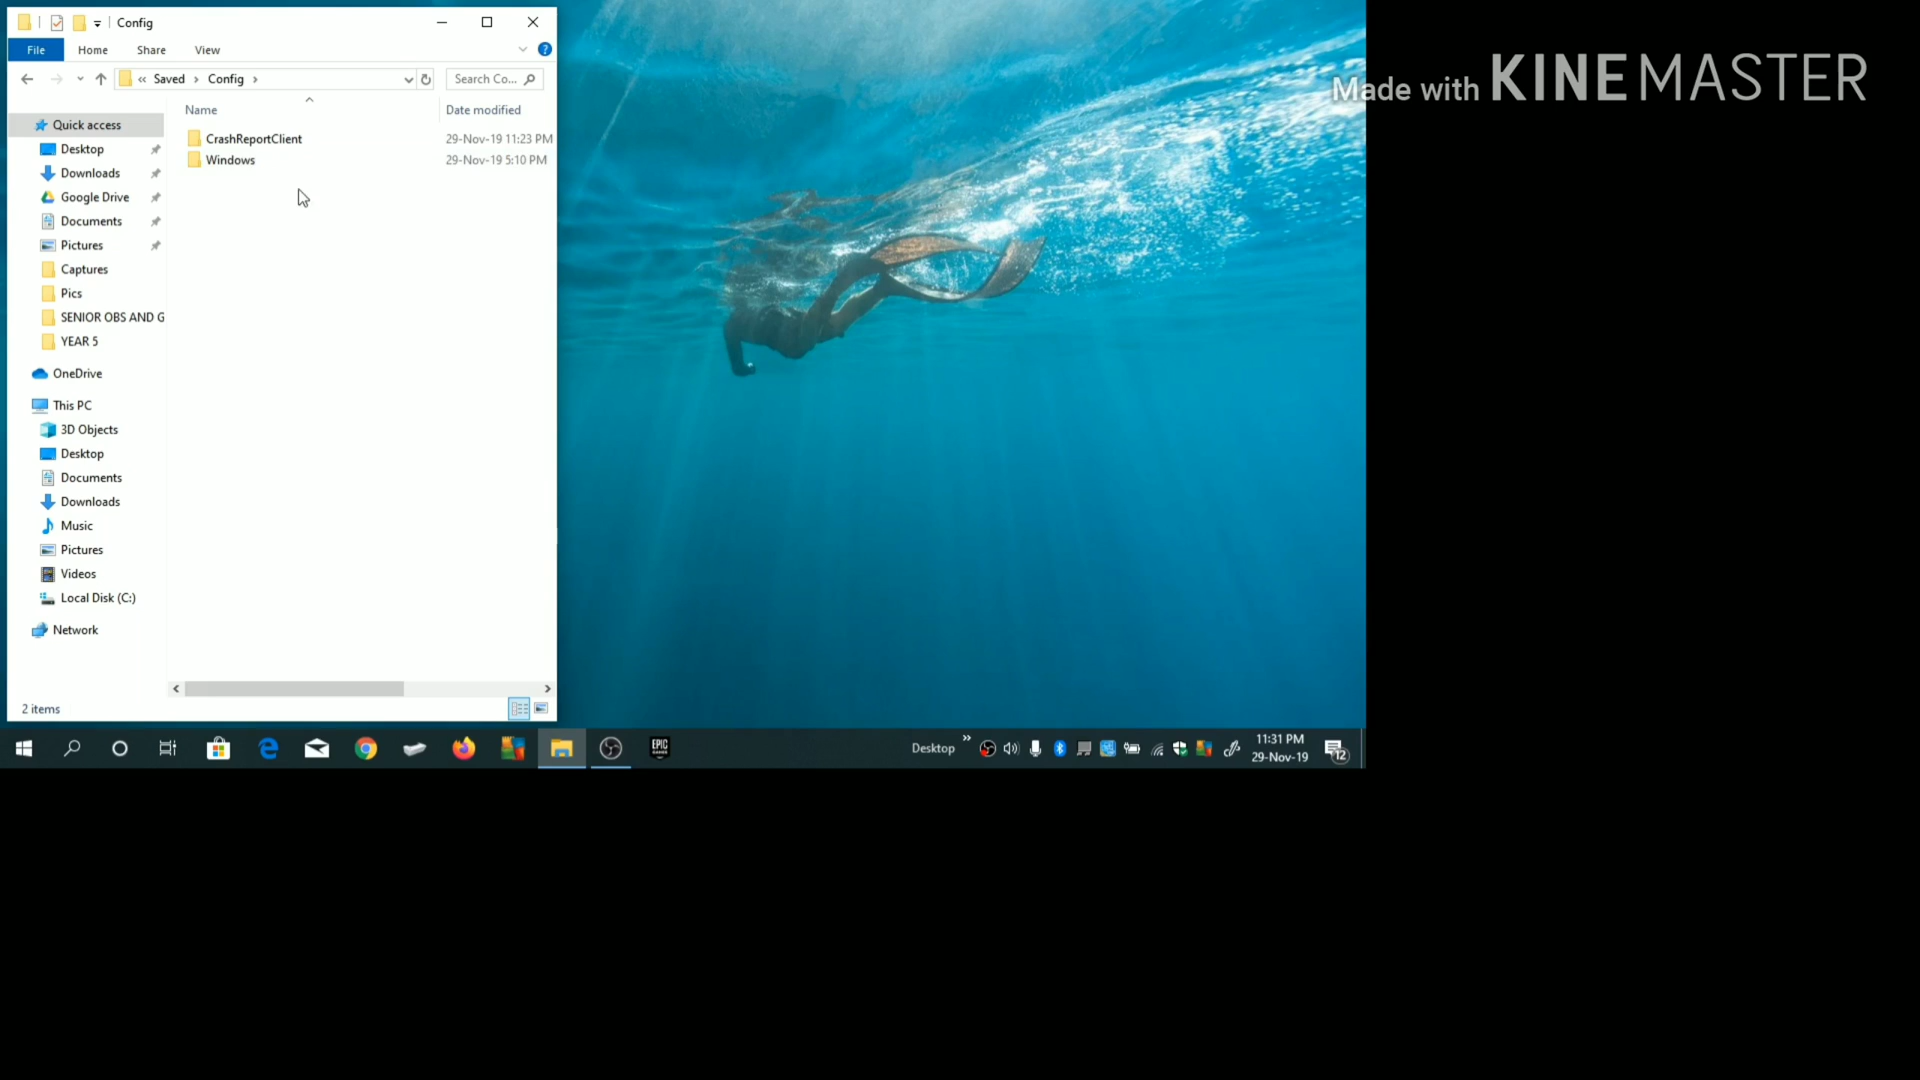 Config
File Home Share View
« Saved › Config ›
Search Co...
Name Date modified
CrashReportClient 29-Nov-19 11:23 PM
Windows 29-Nov-19 5:10 PM
Quick access
Desktop
Downloads
Google Drive
Documents
Pictures
Captures
Pics
SENIOR OBS AND G
YEAR 5
OneDrive
This PC
3D Objects
Desktop
Documents
Downloads
Music
Pictures
Videos
Local Disk (C:)
Network
2 items
Made with KINEMASTER
EPIC GAMES
Desktop »
11:31 PM
29-Nov-19
12